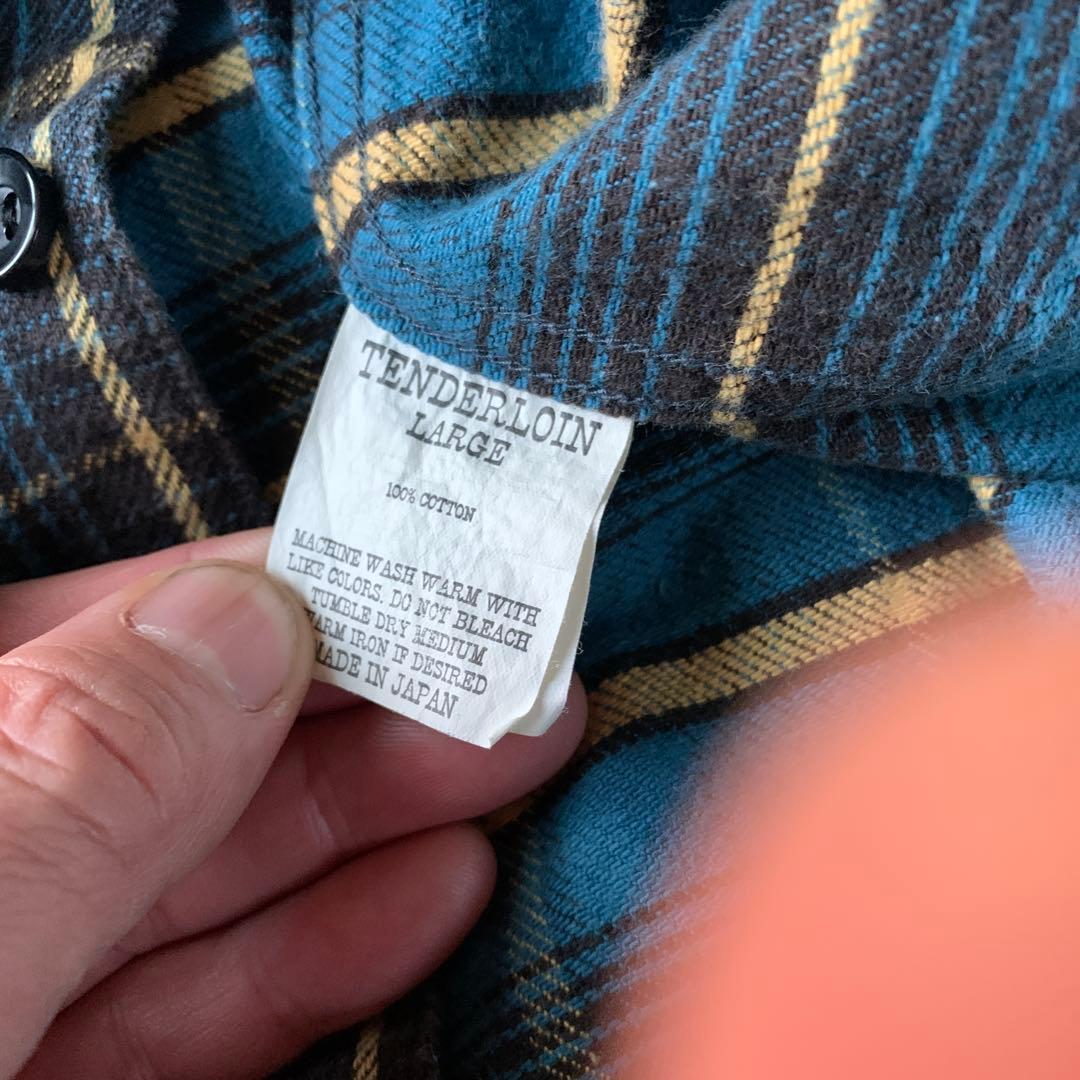 TENDERLOIN
LARGE
100% COTTON
MACHINE WASH WARM WITH
LIKE COLORS, DO NOT BLEACH
TUMBLE DRY MEDIUM
IRON IF DESIRED
MADE IN JAPAN